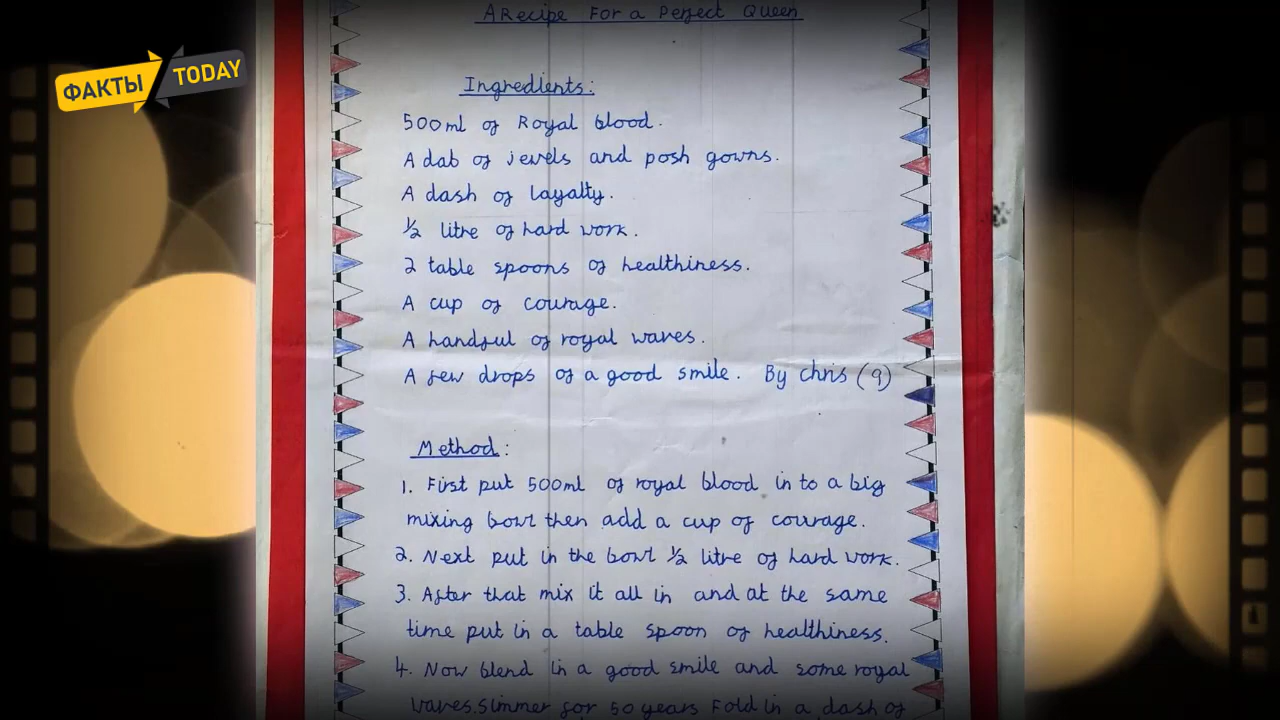 ФАКТЫ TODAY
A Recipe For a Perfect Queen
Ingredients:
500ml of Royal blood.
A dab of jewels and posh gowns.
A dash of loyalty.
½ litre of hard work.
2 table spoons of healthiness.
A cup of courage.
A handful of royal waves.
A few drops of a good smile. By Chris (9)
Method:
1. First put 500ml of royal blood in to a big
mixing bowl then add a cup of courage.
2. Next put in the bowl ½ litre of hard work.
3. After that mix it all in and at the same
time put in a table spoon of healthiness.
4. Now blend in a good smile and some royal
waves. Simmer for 50 years Fold in a dash of